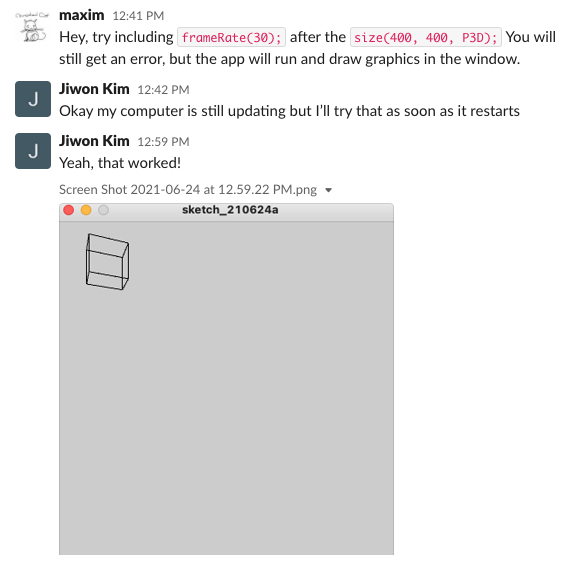 maxim 12:41 PM
Hey, try including frameRate(30); after the size(400, 400, P3D); You will
still get an error, but the app will run and draw graphics in the window.
Jiwon Kim 12:42 PM
J
Okay my computer is still updating but I'll try that as soon as it restarts
Jiwon Kim 12:59 PM
J
Yeah, that worked!
Screen Shot 2021-06-24 at 12.59.22 PM.png
sketch_210624a